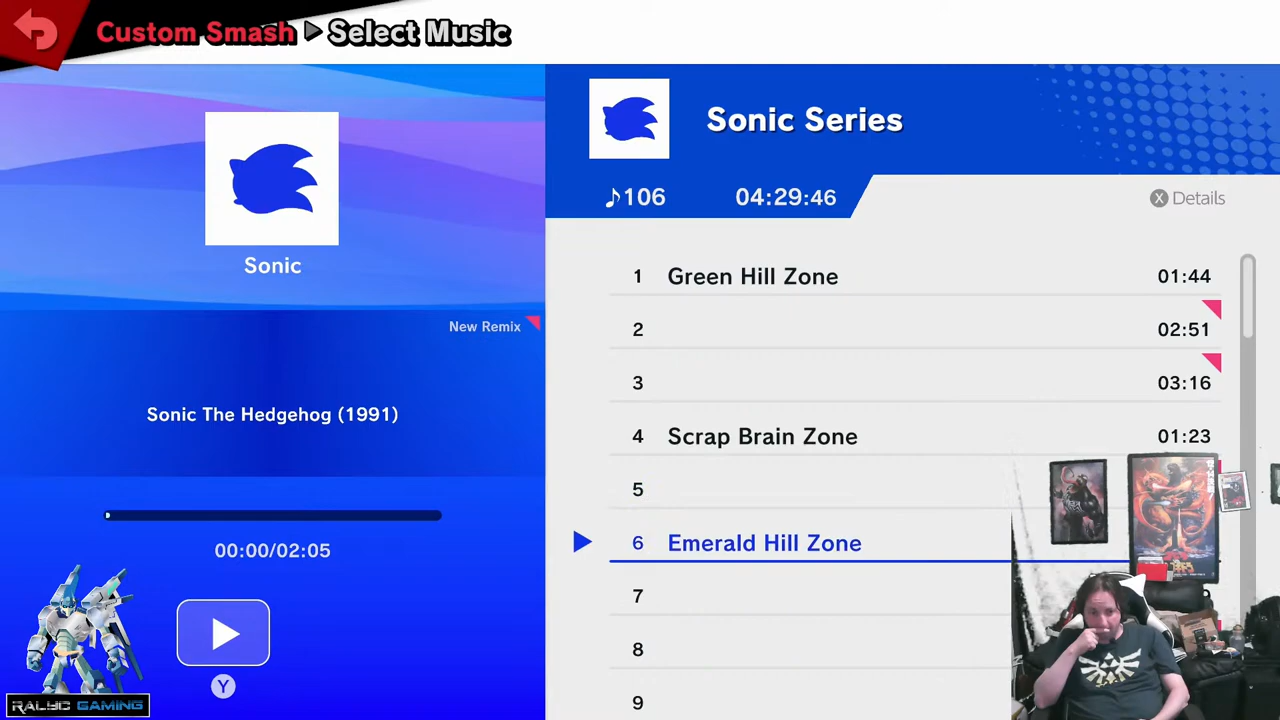 Custom Smash ▶ Select Music
Sonic
New Remix
Sonic The Hedgehog (1991)
00:00/02:05
Y
RALYC GAMING
Sonic Series
♪106 04:29:46
X Details
1 Green Hill Zone 01:44
2 02:51
3 03:16
4 Scrap Brain Zone 01:23
5
6 Emerald Hill Zone
7
8
9